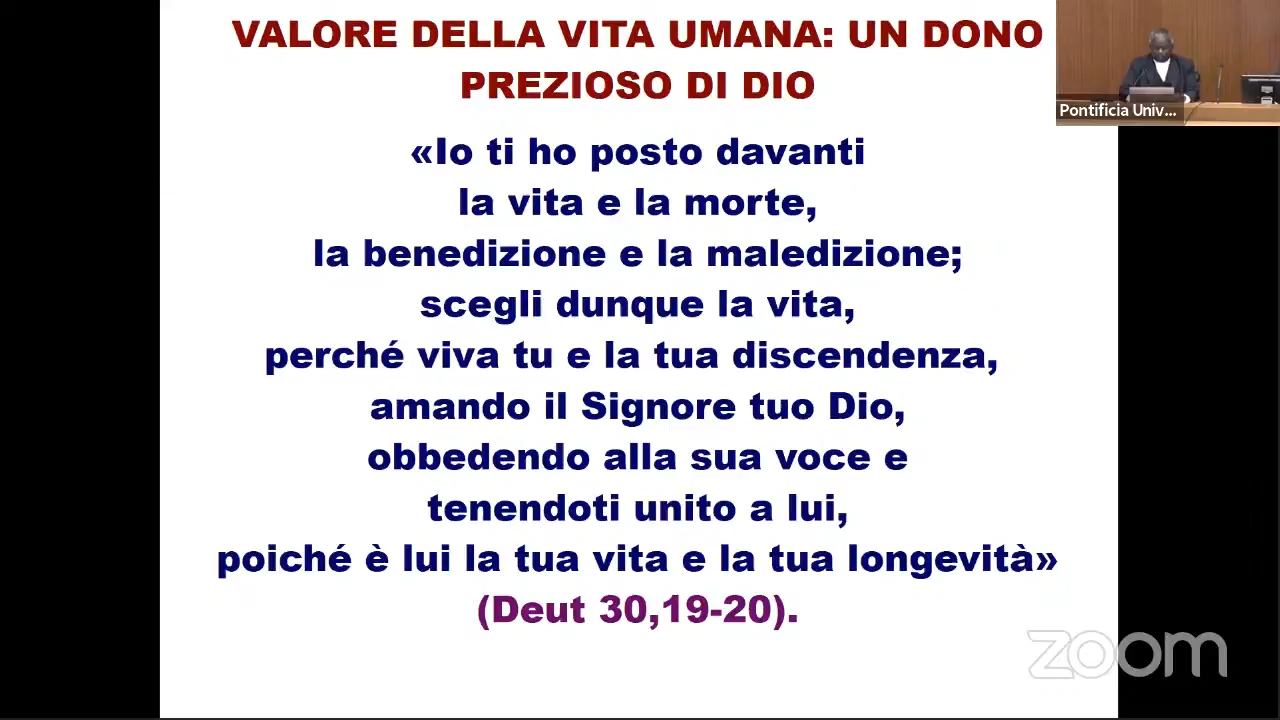 VALORE DELLA VITA UMANA: UN DONO
PREZIOSO DI DIO
«Io ti ho posto davanti
la vita e la morte,
la benedizione e la maledizione;
scegli dunque la vita,
perché viva tu e la tua discendenza,
amando il Signore tuo Dio,
obbedendo alla sua voce e
tenendoti unito a lui,
poiché è lui la tua vita e la tua longevità»
(Deut 30,19-20).
Pontificia Univ...
zoom